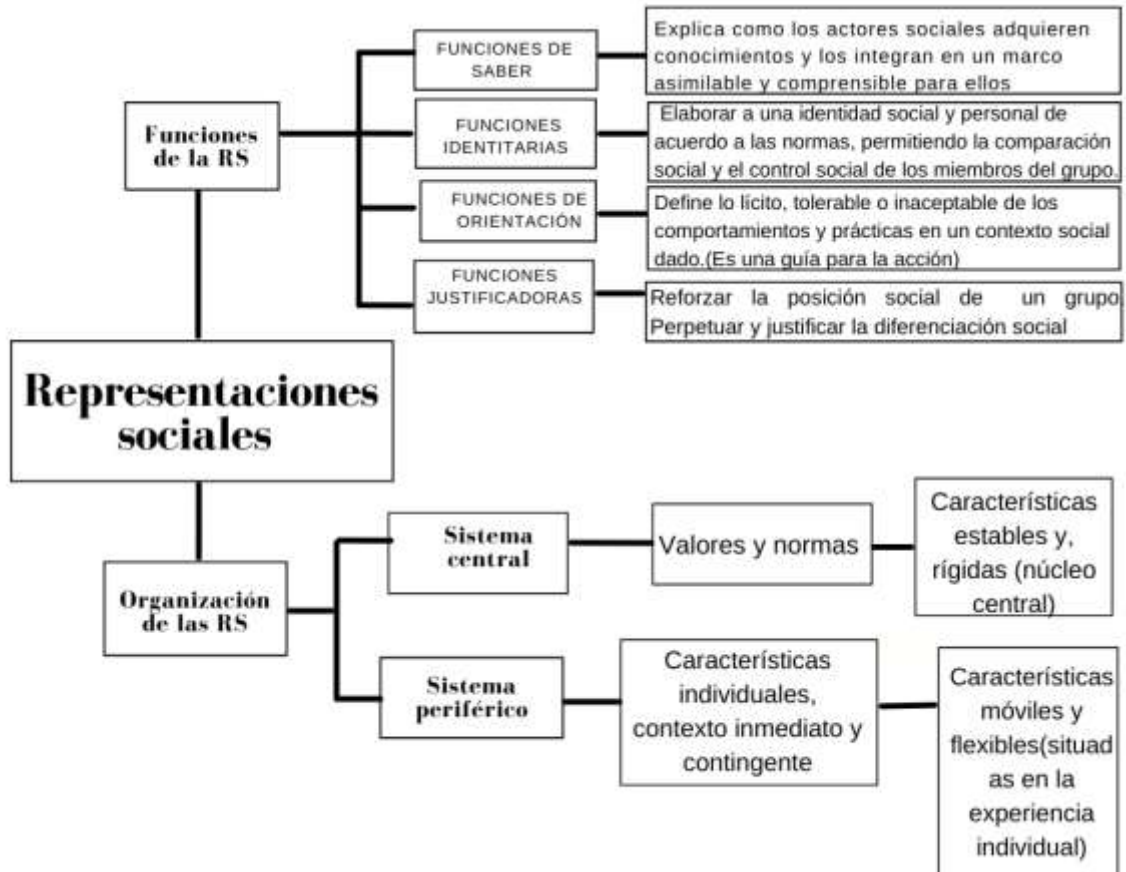 Funciones
de la RS
FUNCIONES DE
SABER
Explica como los actores sociales adquieren
conocimientos y los integran en un marco
asimilable y comprensible para ellos
FUNCIONES
IDENTITARIAS
Elaborar a una identidad social y personal de
acuerdo a las normas, permitiendo la comparación
social y el control social de los miembros del grupo.
FUNCIONES DE
ORIENTACIÓN
Define lo lícito, tolerable o inaceptable de los
comportamientos y prácticas en un contexto social
dado.(Es una guía para la acción)
FUNCIONES
JUSTIFICADORAS
Reforzar la posición social de un grupo
Perpetuar y justificar la diferenciación social
Representaciones
sociales
Organización
de las RS
Sistema
central
Valores y normas
Características
estables y,
rígidas (núcleo
central)
Sistema
periférico
Características
individuales,
contexto inmediato y
contingente
Características
móviles y
flexibles(situad
as en la
experiencia
individual)